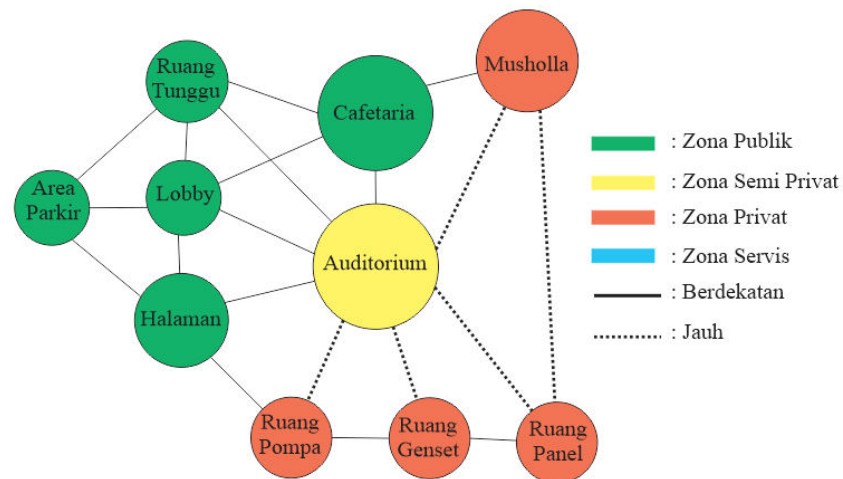 Ruang
Tunggu
Cafetaria
Musholla
Area
Parkir
Lobby
Auditorium
Halaman
Ruang
Pompa
Ruang
Genset
Ruang
Panel
: Zona Publik
: Zona Semi Privat
: Zona Privat
: Zona Servis
: Berdekatan
: Jauh